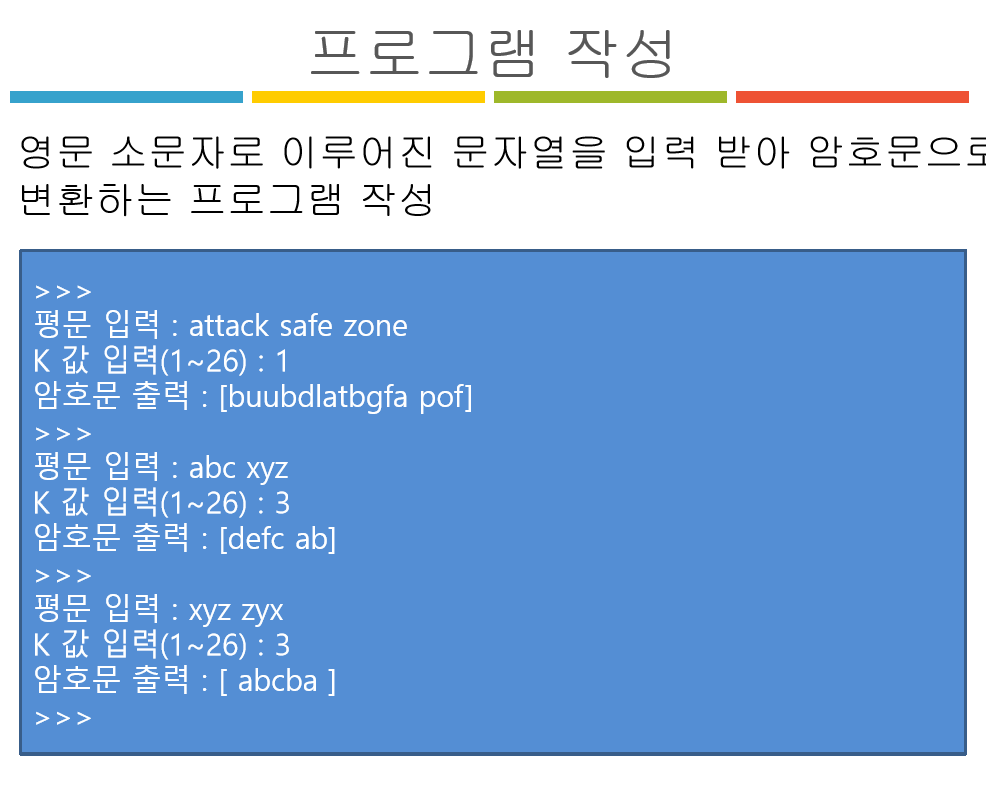 프로그램 작성
영문 소문자로 이루어진 문자열을 입력 받아 암호문으로
변환하는 프로그램 작성
>>>
평문 입력 : attack safe zone
K 값 입력(1~26) : 1
암호문 출력 : [buubdlatbgfa pof]
>>>
평문 입력 : abc xyz
K 값 입력(1~26) : 3
암호문 출력 : [defc ab]
>>>
평문 입력 : xyz zyx
K 값 입력(1~26) : 3
암호문 출력 : [ abcba ]
>>>